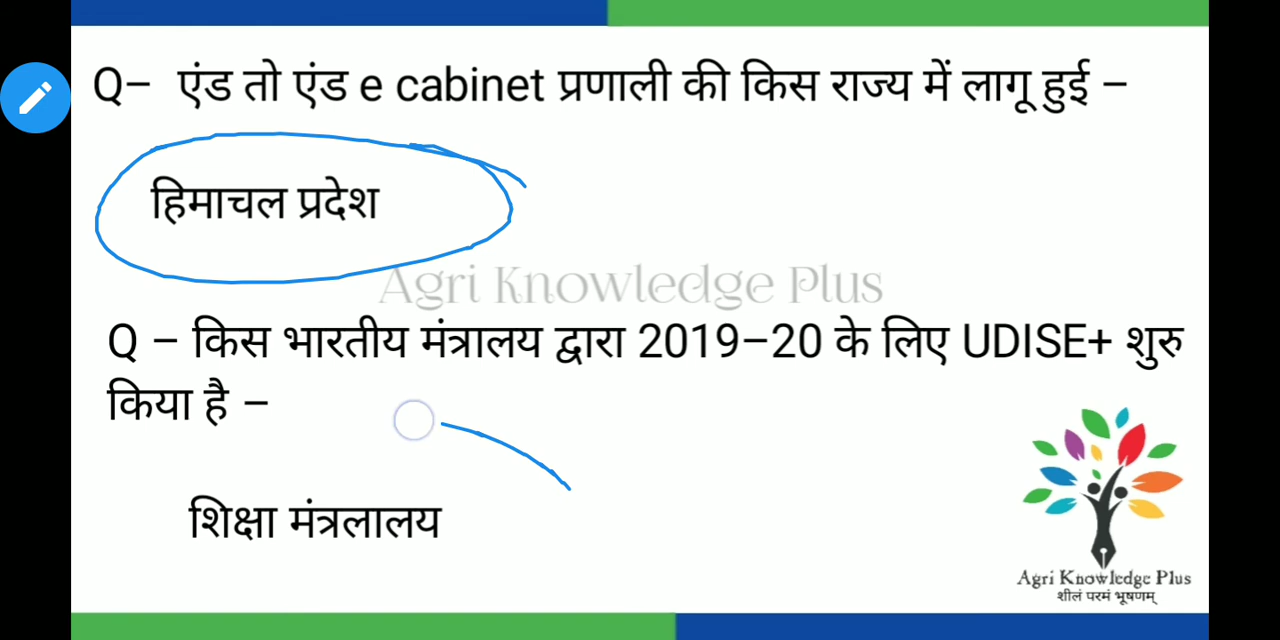 Q– एंड तो एंड e cabinet प्रणाली की किस राज्य में लागू हुई –
हिमाचल प्रदेश
Agri Knowledge Plus
Q – किस भारतीय मंत्रालय द्वारा 2019–20 के लिए UDISE+ शुरु
किया है –
शिक्षा मंत्रलालय
Agri Knowledge Plus
शीलं परमं भूषणम्